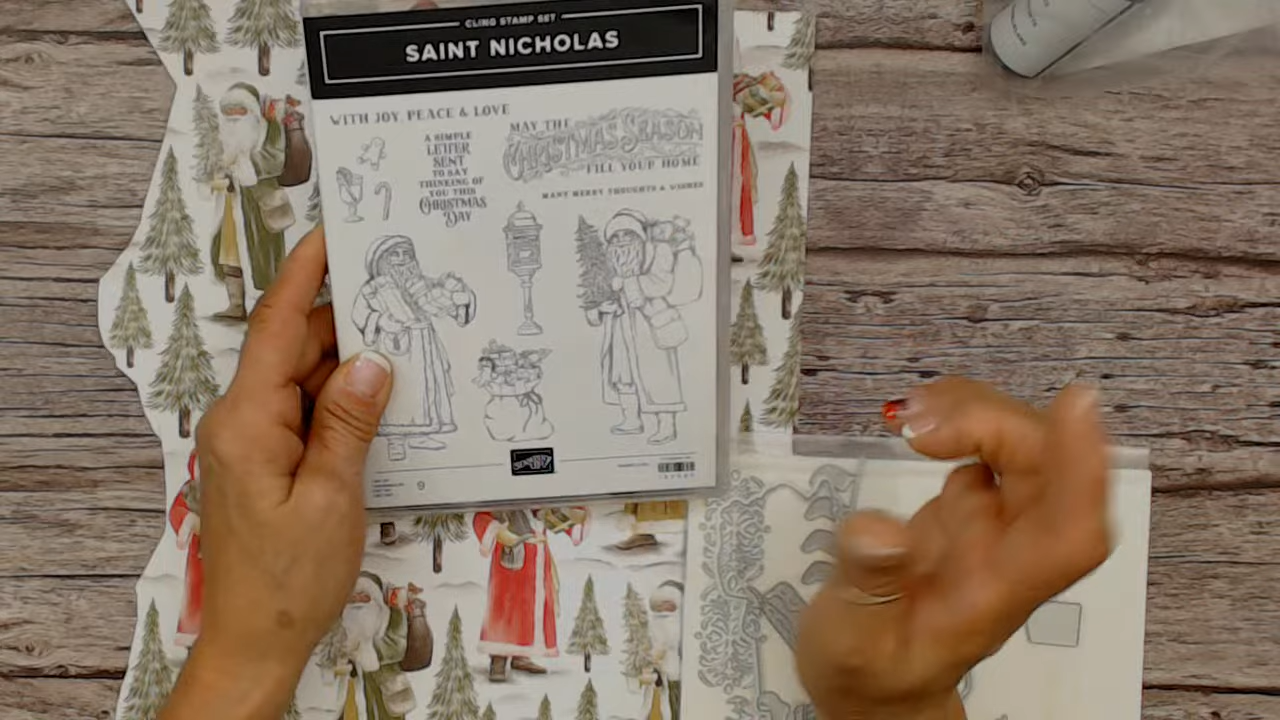 CLING STAMP SET
SAINT NICHOLAS
WITH JOY, PEACE & LOVE
A SIMPLE
LETTER
SENT
TO SAY
THINKING OF
YOU THIS
CHRISTMAS
DAY
MAY THE
CHRISTMAS SEASON
FILL YOUR HOME
MANY MERRY THOUGHTS & WISHES
9